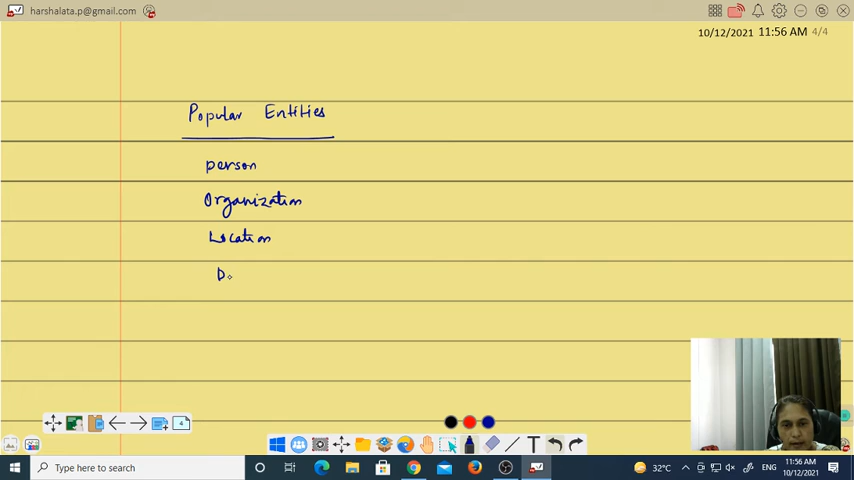 harshalata.p@gmail.com
10/12/2021 11:56 AM 4/4
Popular Entities
person
Organization
Location
D
4
T
Type here to search
32°C ENG 11:56 AM
10/12/2021